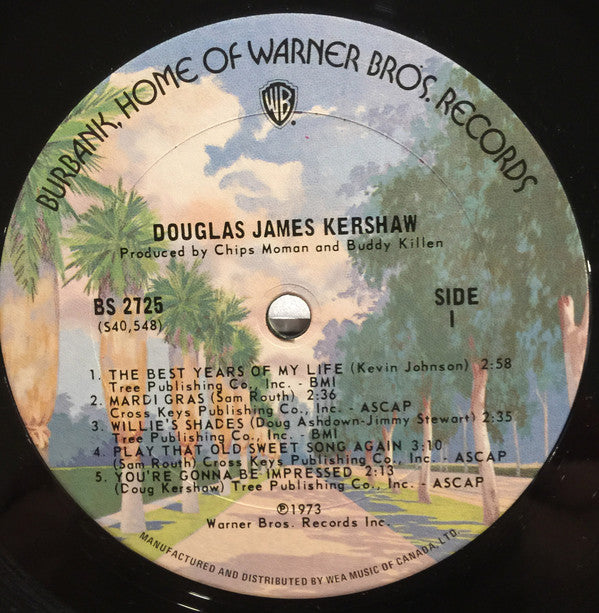 BURBANK, HOME OF WARNER BROS. RECORDS
WB
DOUGLAS JAMES KERSHAW
Produced by Chips Moman and Buddy Killen
BS 2725
(S40,548)
SIDE
1
1. THE BEST YEARS OF MY LIFE (Kevin Johnson) 2:58
Tree Publishing Co., Inc. - BMI
2. MARDI GRAS (Sam Routh) 2:36
Cross Keys Publishing Co., Inc. - ASCAP
3. WILLIE'S SHADES (Doug Ashdown-Jimmy Stewart) 2:35
Tree Publishing Co., Inc. - BMI
4. PLAY THAT OLD SWEET SONG AGAIN 3:10
(Sam Routh) Cross Keys Publishing Co., Inc. - ASCAP
5. YOU'RE GONNA BE IMPRESSED 2:13
(Doug Kershaw) Tree Publishing Co., Inc. - ASCAP
℗1973
Warner Bros. Records Inc.
MANUFACTURED AND DISTRIBUTED BY WEA MUSIC OF CANADA, LTD.